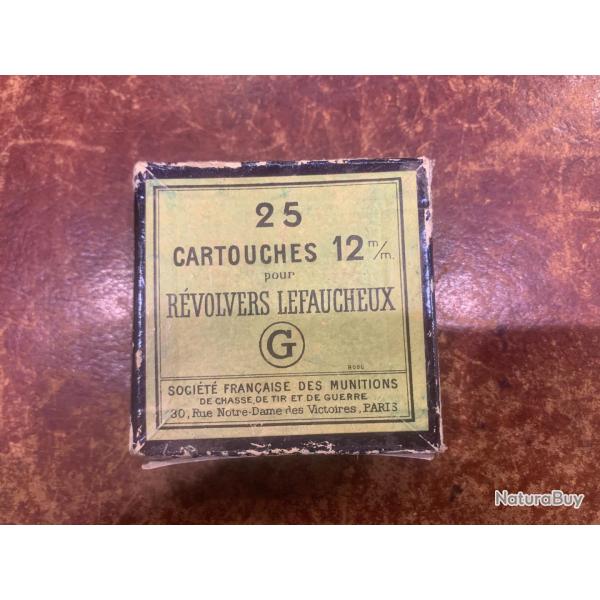 25
CARTOUCHES 12 m/m.
pour
RÉVOLVERS LEFAUCHEUX
G
SOCIÉTÉ FRANÇAISE DES MUNITIONS
DE CHASSE, DE TIR ET DE GUERRE
30, Rue Notre-Dame des Victoires, PARIS
NaturaBuy